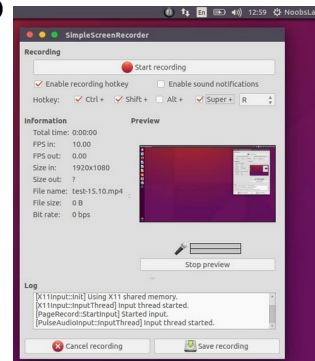 En 12:59 NoobsLa
SimpleScreenRecorder
Recording
Start recording
Enable recording hotkey Enable sound notifications
Hotkey: Ctrl + Shift + Alt + Super + R
Information Preview
Total time: 0:00:00
FPS in: 10.00
FPS out: 0.00
Size in: 1920x1080
Size out: ?
File name: test-15.10.mp4
File size: 0 B
Bit rate: 0 bps
Stop preview
Log
[X11Input::Init] Using X11 shared memory.
[X11Input::InputThread] Input thread started.
[PageRecord::StartInput] Started input.
[PulseAudioInput::InputThread] Input thread started.
Cancel recording Save recording